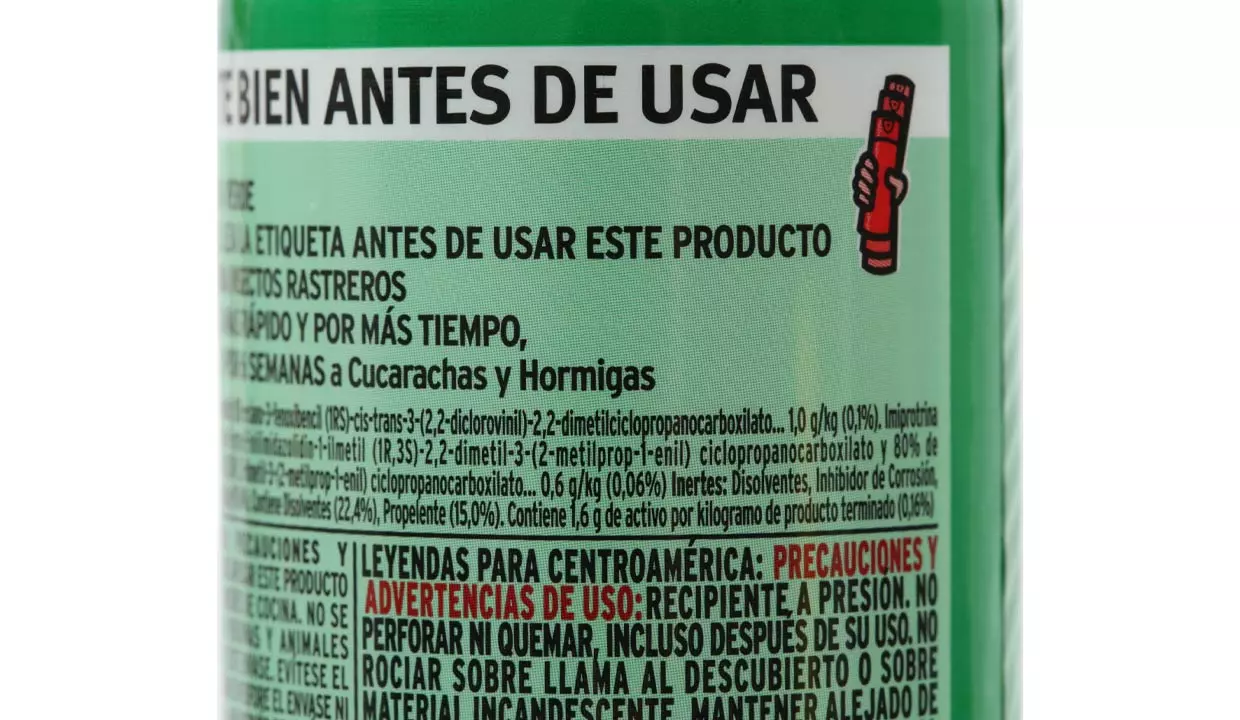 BIEN ANTES DE USAR
LA ETIQUETA ANTES DE USAR ESTE PRODUCTO
INSECTOS RASTREROS
RÁPIDO Y POR MÁS TIEMPO,
SEMANAS a Cucarachas y Hormigas
(1RS)-cis-trans-3-(2,2-diclorovinil)-2,2-dimetilciclopropanocarboxilato... 1,0 g/kg (0,1%). Imiprotrina
(1R,3S)-2,2-dimetil-3-(2-metilprop-1-enil) ciclopropanocarboxilato y 80% de
ciclopropanocarboxilato... 0,6 g/kg (0,06%) Inertes: Disolventes, Inhibidor de Corrosión,
Contiene Disolventes (22,4%), Propelente (15,0%). Contiene 1,6 g de activo por kilogramo de producto terminado (0,16%)
PRECAUCIONES Y
ESTE PRODUCTO
DE COCINA. NO SE
Y ANIMALES
EVÍTESE EL
EL ENVASE NI
LEYENDAS PARA CENTROAMÉRICA: PRECAUCIONES Y
ADVERTENCIAS DE USO: RECIPIENTE A PRESIÓN. NO
PERFORAR NI QUEMAR, INCLUSO DESPUÉS DE SU USO. NO
ROCIAR SOBRE LLAMA AL DESCUBIERTO O SOBRE
MATERIAL INCANDESCENTE. MANTENER ALEJADO DE